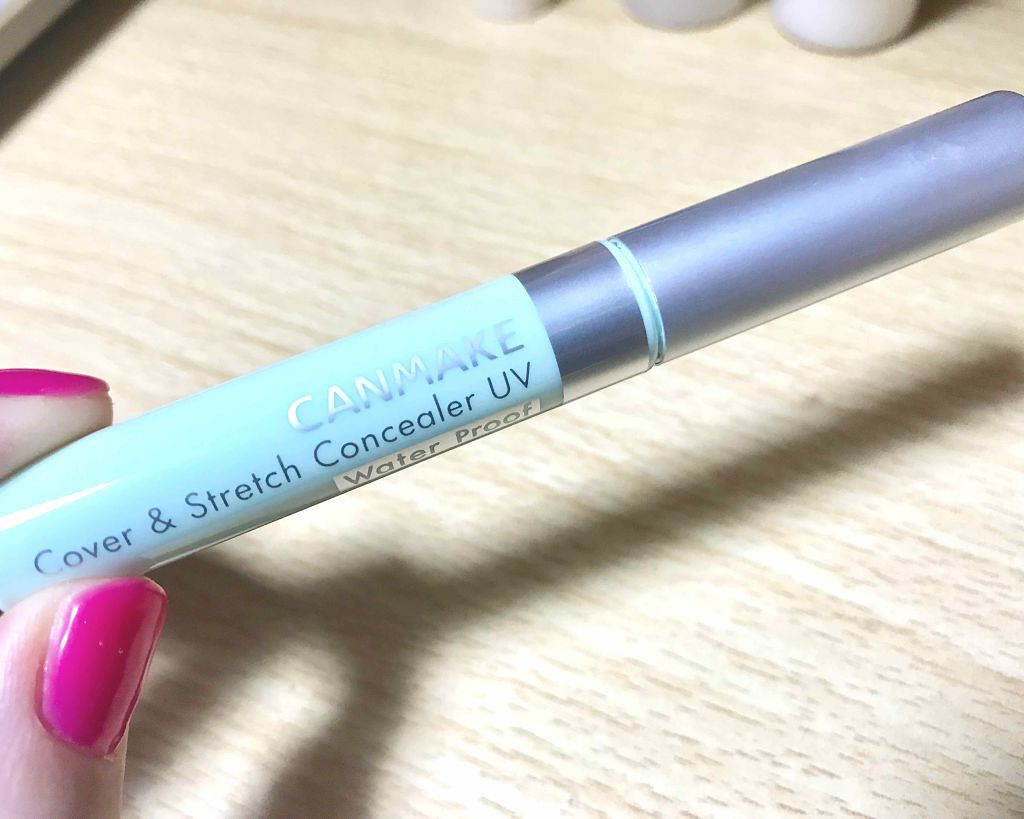 CANMAKE
Cover & Stretch Concealer UV
Water Proof